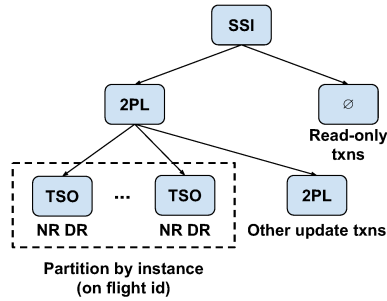 SSI
2PL
∅
Read-only
txns
TSO
...
TSO
2PL
NR DR
NR DR
Other update txns
Partition by instance
(on flight id)